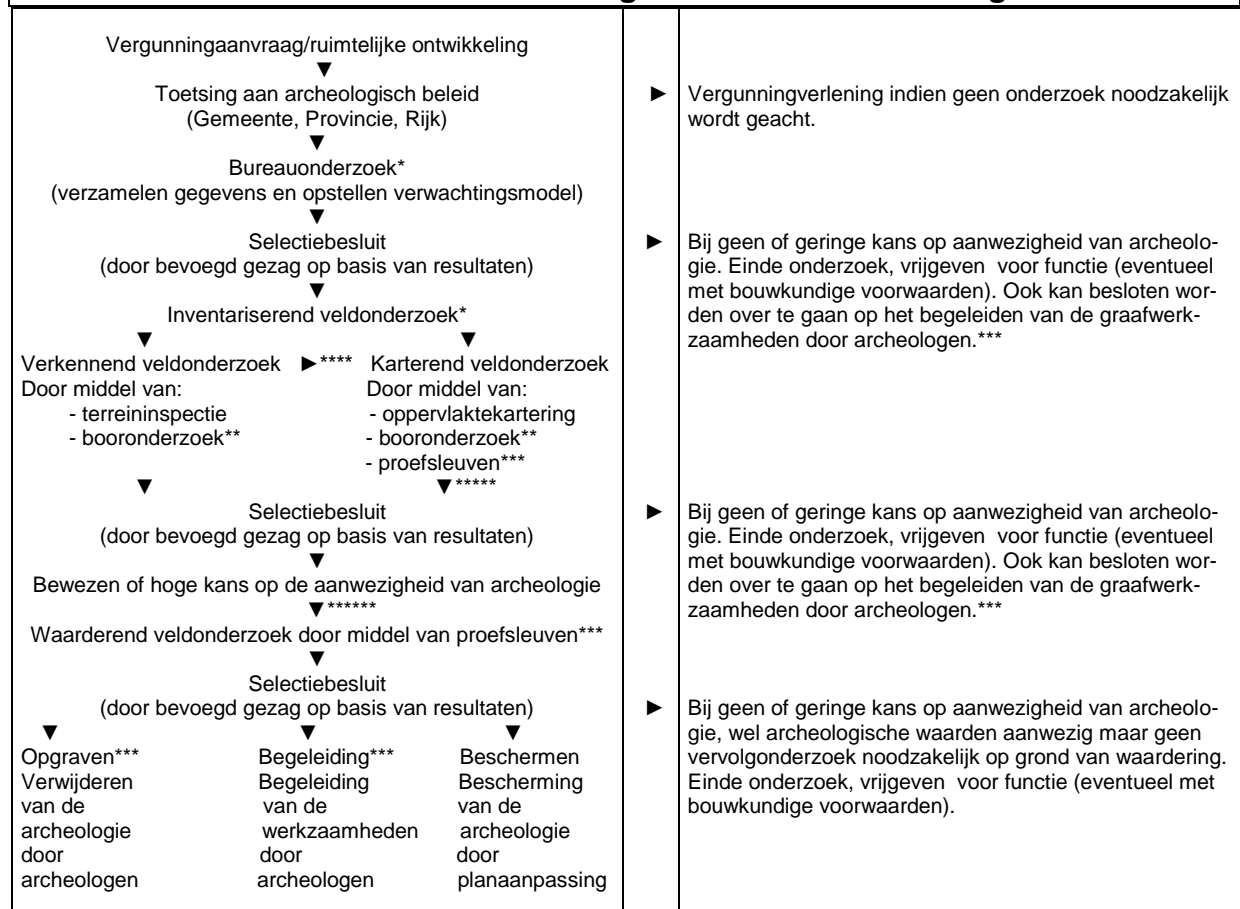 Vergunningaanvraag/ruimtelijke ontwikkeling
▼
Toetsing aan archeologisch beleid
(Gemeente, Provincie, Rijk)
► Vergunningverlening indien geen onderzoek noodzakelijk
wordt geacht.
▼
Bureauonderzoek*
(verzamelen gegevens en opstellen verwachtingsmodel)
▼
Selectiebesluit
(door bevoegd gezag op basis van resultaten)
► Bij geen of geringe kans op aanwezigheid van archeolo-
gie. Einde onderzoek, vrijgeven voor functie (eventueel
met bouwkundige voorwaarden). Ook kan besloten wor-
den over te gaan op het begeleiden van de graafwerk-
zaamheden door archeologen.***
▼
Inventariserend veldonderzoek*
▼ ▼
Verkennend veldonderzoek ►**** Karterend veldonderzoek
Door middel van: Door middel van:
- terreininspectie - oppervlaktekartering
- booronderzoek** - booronderzoek**
- proefsleuven***
▼ ▼*****
Selectiebesluit
(door bevoegd gezag op basis van resultaten)
► Bij geen of geringe kans op aanwezigheid van archeolo-
gie. Einde onderzoek, vrijgeven voor functie (eventueel
met bouwkundige voorwaarden). Ook kan besloten wor-
den over te gaan op het begeleiden van de graafwerk-
zaamheden door archeologen.***
▼
Bewezen of hoge kans op de aanwezigheid van archeologie
▼******
Waarderend veldonderzoek door middel van proefsleuven***
▼
Selectiebesluit
(door bevoegd gezag op basis van resultaten)
► Bij geen of geringe kans op aanwezigheid van archeolo-
gie, wel archeologische waarden aanwezig maar geen
vervolgonderzoek noodzakelijk op grond van waardering.
Einde onderzoek, vrijgeven voor functie (eventueel met
bouwkundige voorwaarden).
▼ ▼ ▼
Opgraven*** Begeleiding*** Beschermen
Verwijderen Begeleiding Bescherming
van de van de van de
archeologie werkzaamheden archeologie
door door door
archeologen archeologen planaanpassing